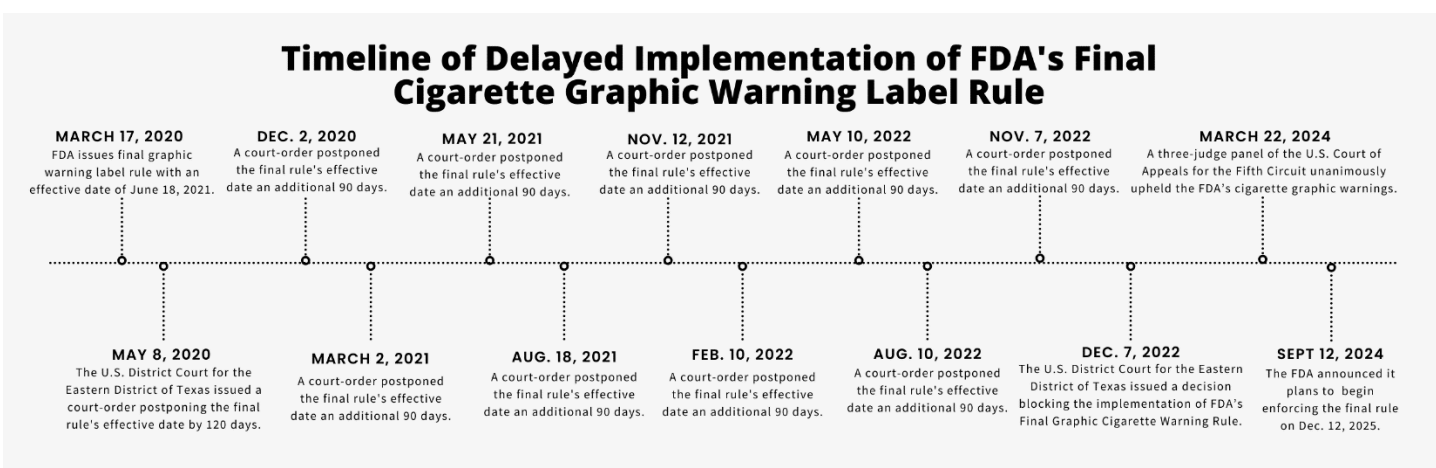 Timeline of Delayed Implementation of FDA's Final
Cigarette Graphic Warning Label Rule
MARCH 17, 2020
FDA issues final graphic
warning label rule with an
effective date of June 18, 2021.
DEC. 2, 2020
A court-order postponed
the final rule's effective
date an additional 90 days.
MAY 21, 2021
A court-order postponed
the final rule's effective
date an additional 90 days.
NOV. 12, 2021
A court-order postponed
the final rule's effective
date an additional 90 days.
MAY 10, 2022
A court-order postponed
the final rule's effective
date an additional 90 days.
NOV. 7, 2022
A court-order postponed
the final rule's effective
date an additional 90 days.
MARCH 22, 2024
A three-judge panel of the U.S. Court of
Appeals for the Fifth Circuit unanimously
upheld the FDA's cigarette graphic warnings.
MAY 8, 2020
The U.S. District Court for the
Eastern District of Texas issued a
court-order postponing the final
rule's effective date by 120 days.
MARCH 2, 2021
A court-order postponed
the final rule's effective
date an additional 90 days.
AUG. 18, 2021
A court-order postponed
the final rule's effective
date an additional 90 days.
FEB. 10, 2022
A court-order postponed
the final rule's effective
date an additional 90 days.
AUG. 10, 2022
A court-order postponed
the final rule's effective
date an additional 90 days.
DEC. 7, 2022
The U.S. District Court for the Eastern
District of Texas issued a decision
blocking the implementation of FDA's
Final Graphic Cigarette Warning Rule.
SEPT 12, 2024
The FDA announced it
plans to begin
enforcing the final rule
on Dec. 12, 2025.